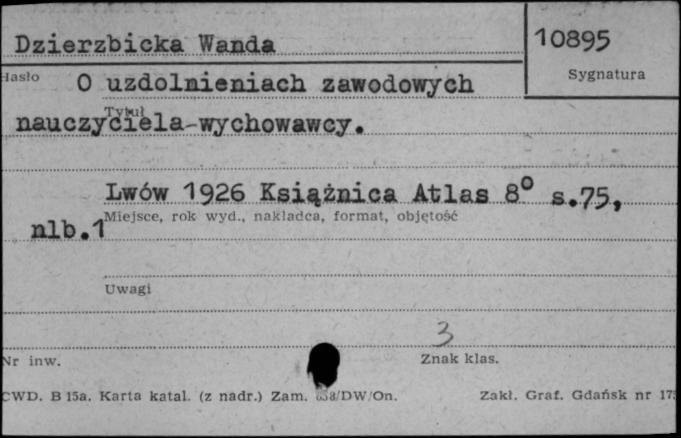 Dzierzbicka Wanda
10895
Hasło
Sygnatura
O uzdolnieniach zawodowych
Tytuł
nauczyciela-wychowawcy.
Lwów 1926 Książnica Atlas 8° s.75,
Miejsce, rok wyd., nakładca, format, objętość
nlb.1
Uwagi
3
Nr inw.
Znak klas.
CWD. B 15a. Karta katal. (z nadr.) Zam. /DW/On.
Zakł. Graf. Gdańsk nr